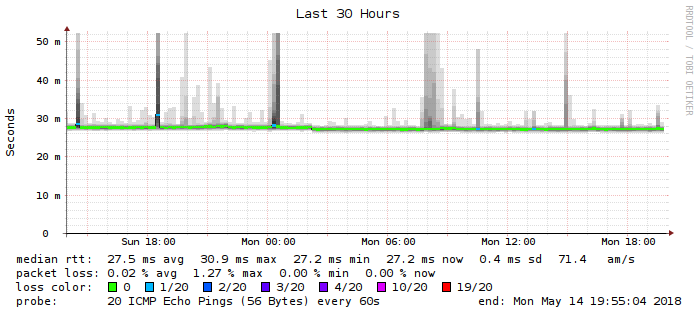 Last 30 Hours
RRDTOOL / TOBI OETIKER
Seconds
50 m
40 m
30 m
20 m
10 m
0
Sun 18:00 Mon 00:00 Mon 06:00 Mon 12:00 Mon 18:00
median rtt: 27.5 ms avg 30.9 ms max 27.2 ms min 27.2 ms now 0.4 ms sd 71.4 am/s
packet loss: 0.02 % avg 1.27 % max 0.00 % min 0.00 % now
loss color: 0 1/20 2/20 3/20 4/20 10/20 19/20
probe: 20 ICMP Echo Pings (56 Bytes) every 60s end: Mon May 14 19:55:04 2018